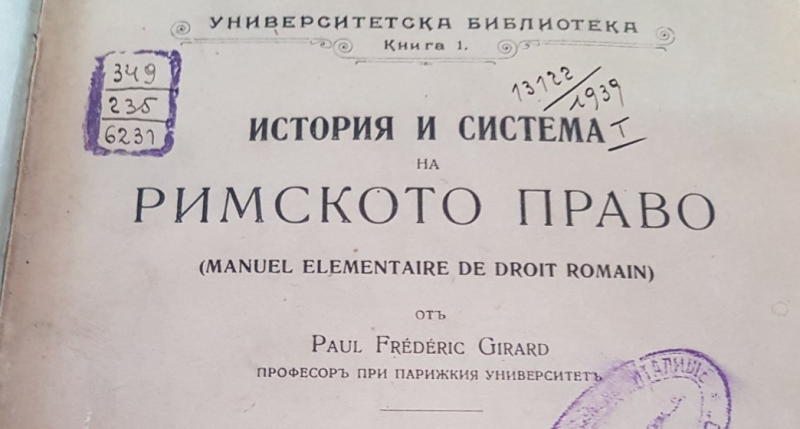 УНИВЕРСИТЕТСКА БИБЛИОТЕКА
Книга 1.
349
235
6231
13122/1939
ИСТОРИЯ И СИСТЕМА I
НА
РИМСКОТО ПРАВО
(MANUEL ELEMENTAIRE DE DROIT ROMAIN)
отъ
PAUL FRÉDÉRIC GIRARD
ПРОФЕСОРЪ ПРИ ПАРИЖКИЯ УНИВЕРСИТЕТЪ